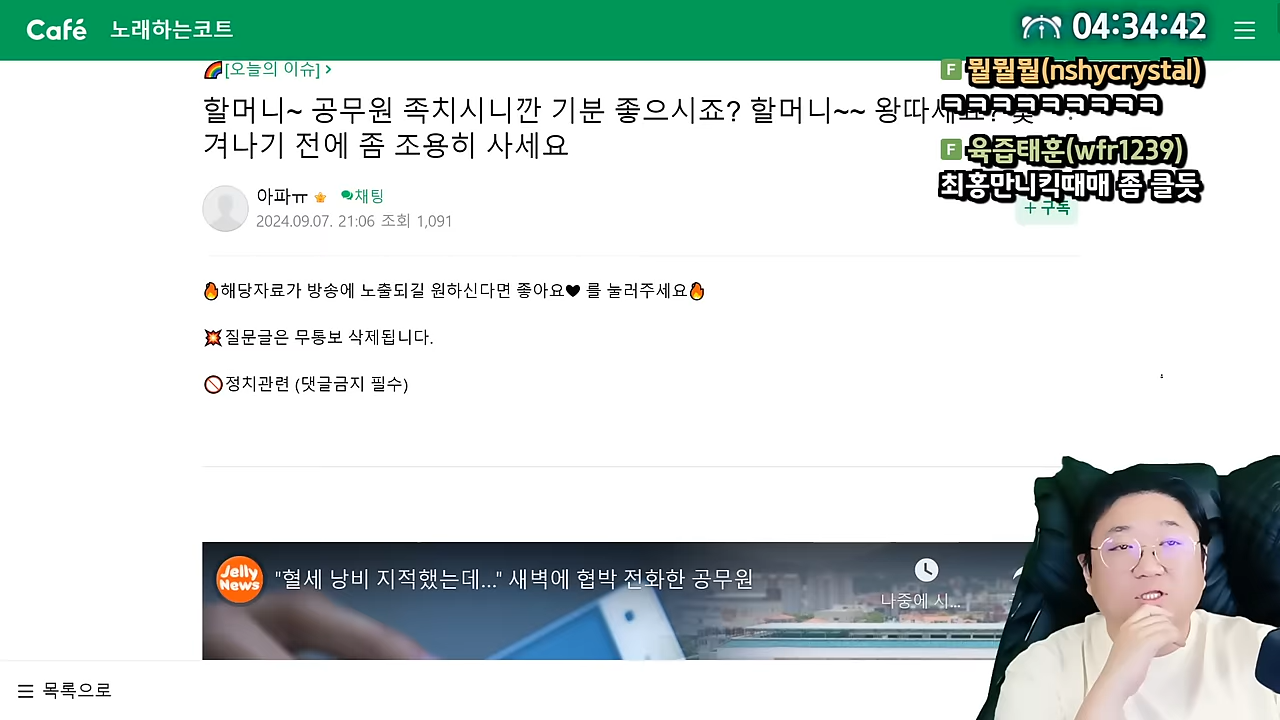 Café 노래하는코트
04:34:42
[오늘의 이슈] >
할머니~ 공무원 족치시니깐 기분 좋으시죠? 할머니~~ 왕따세요?
겨나기 전에 좀 조용히 사세요
F 뭘뭘뭘(nshycrystal)
ㅋㅋㅋㅋㅋㅋㅋㅋㅋ
F 육즙태훈(wfr1239)
최홍만니킥때매 좀 클듯
아파ㅠ 채팅
2024.09.07. 21:06 조회 1,091
+ 구독
해당자료가 방송에 노출되길 원하신다면 좋아요🖤 를 눌러주세요
질문글은 무통보 삭제됩니다.
정치관련 (댓글금지 필수)
Jelly
News
"혈세 낭비 지적했는데..." 새벽에 협박 전화한 공무원
나중에 시...
목록으로